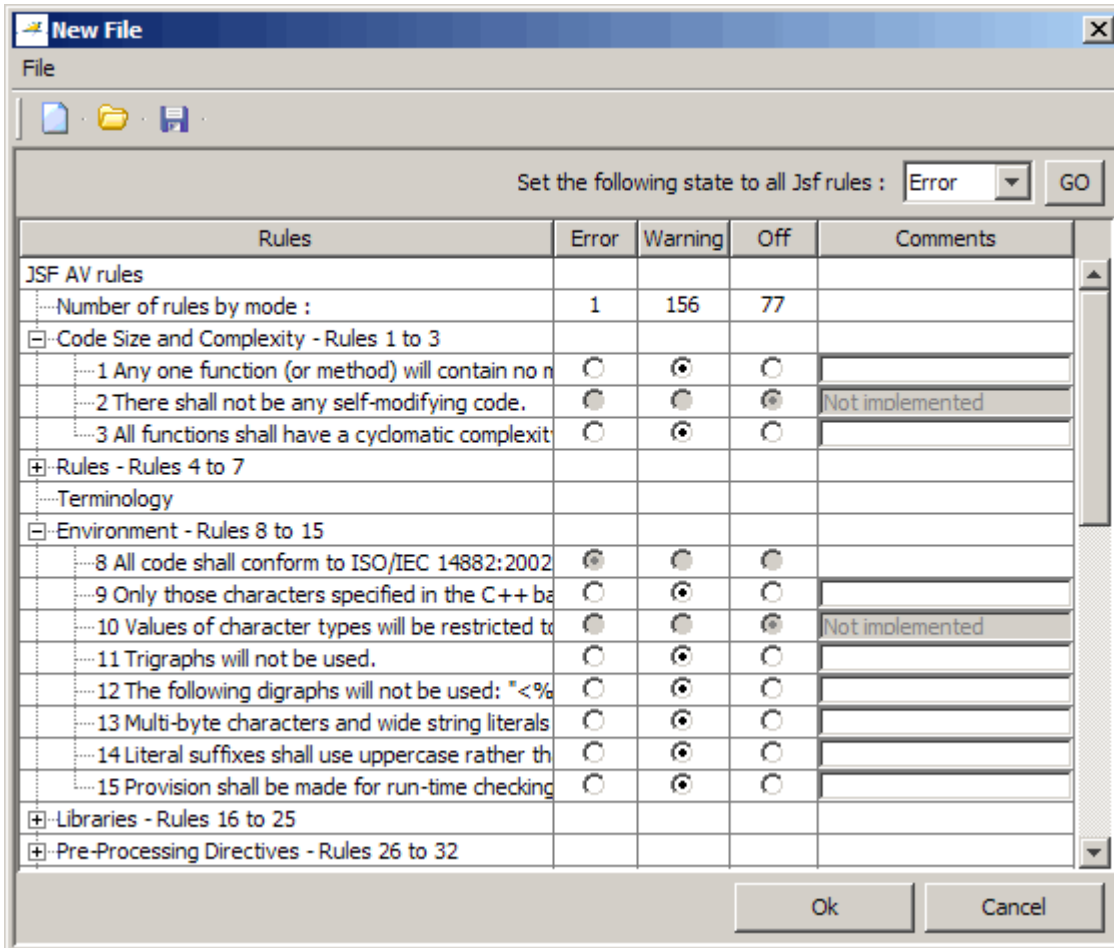 New File
File
Set the following state to all Jsf rules : Error GO
Rules Error Warning Off Comments
JSF AV rules
Number of rules by mode : 1 156 77
Code Size and Complexity - Rules 1 to 3
1 Any one function (or method) will contain no m
2 There shall not be any self-modifying code. Not implemented
3 All functions shall have a cyclomatic complexit
Rules - Rules 4 to 7
Terminology
Environment - Rules 8 to 15
8 All code shall conform to ISO/IEC 14882:2002
9 Only those characters specified in the C++ ba
10 Values of character types will be restricted to Not implemented
11 Trigraphs will not be used.
12 The following digraphs will not be used: "<%
13 Multi-byte characters and wide string literals
14 Literal suffixes shall use uppercase rather th
15 Provision shall be made for run-time checking
Libraries - Rules 16 to 25
Pre-Processing Directives - Rules 26 to 32
Ok Cancel